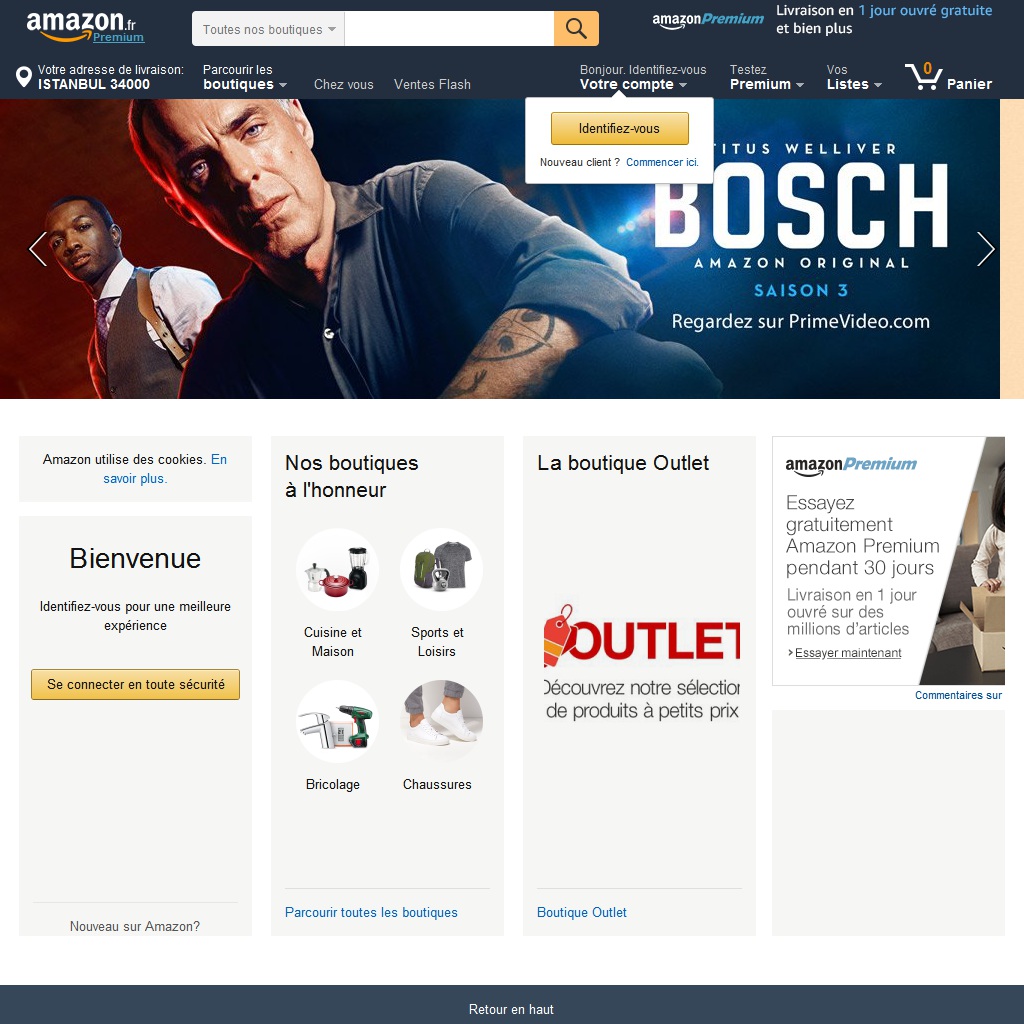 amazon.fr
Premium
Toutes nos boutiques
amazonPremium
Livraison en 1 jour ouvré gratuite
et bien plus
Votre adresse de livraison:
ISTANBUL 34000
Parcourir les
boutiques
Chez vous
Ventes Flash
Bonjour. Identifiez-vous
Votre compte
Testez
Premium
Vos
Listes
0
Panier
Identifiez-vous
Nouveau client ? Commencer ici.
TITUS WELLIVER
BOSCH
AMAZON ORIGINAL
SAISON 3
Regardez sur PrimeVideo.com
Amazon utilise des cookies. En
savoir plus.
Bienvenue
Identifiez-vous pour une meilleure
expérience
Se connecter en toute sécurité
Nouveau sur Amazon?
Nos boutiques
à l'honneur
Cuisine et
Maison
Sports et
Loisirs
Bricolage
Chaussures
Parcourir toutes les boutiques
La boutique Outlet
OUTLET
Découvrez notre sélection
de produits à petits prix
Boutique Outlet
amazonPremium
Essayez
gratuitement
Amazon Premium
pendant 30 jours
Livraison en 1 jour
ouvré sur des
millions d'articles
Essayer maintenant
Commentaires sur
Retour en haut